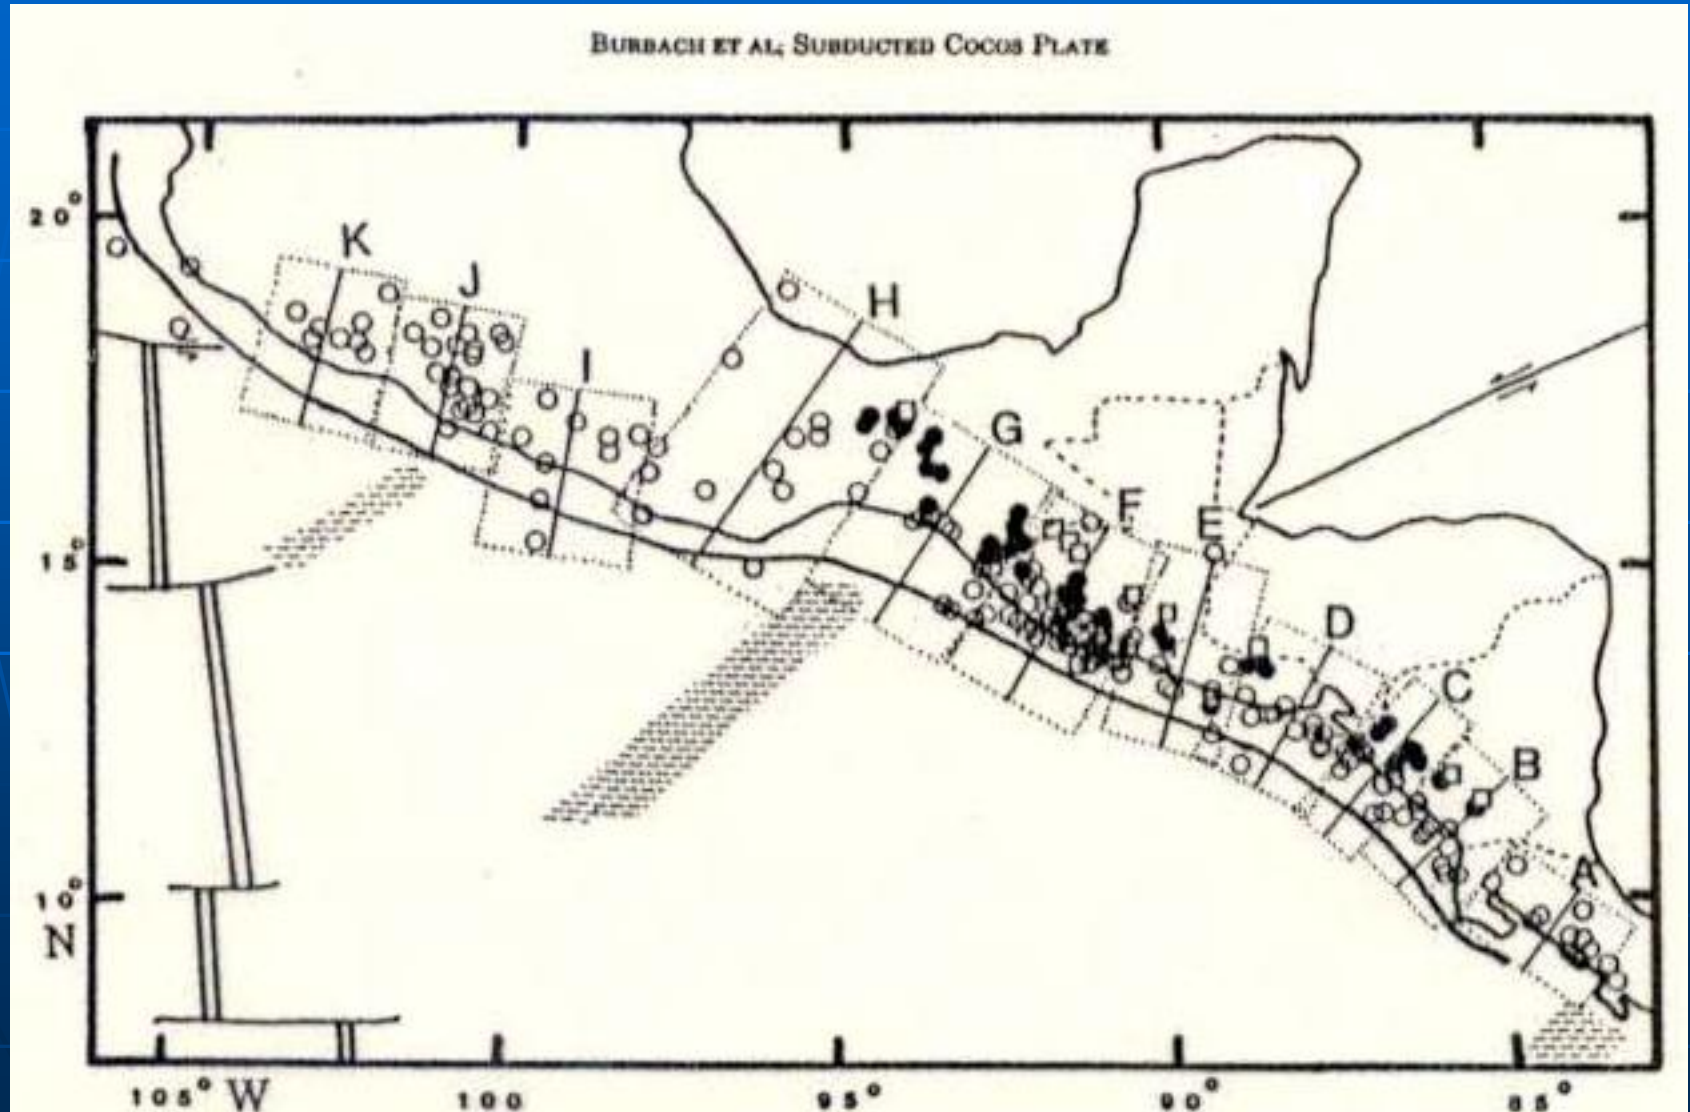 BURBACH ET AL; SUBDUCTED COCOS PLATE
20°
K
J
H
I
G
F
E
15°
D
C
B
A
10°
N
105° W
100
95°
90°
85°